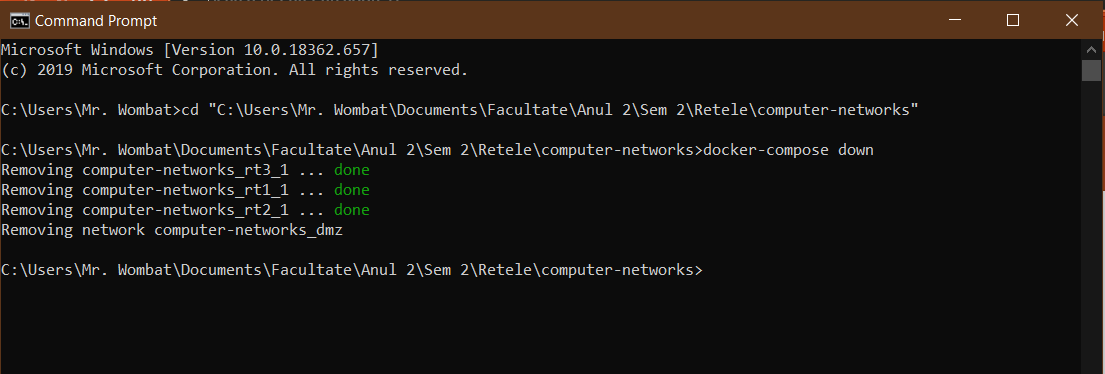 Command Prompt
Microsoft Windows [Version 10.0.18362.657]
(c) 2019 Microsoft Corporation. All rights reserved.
C:\Users\Mr. Wombat>cd "C:\Users\Mr. Wombat\Documents\Facultate\Anul 2\Sem 2\Retele\computer-networks"
C:\Users\Mr. Wombat\Documents\Facultate\Anul 2\Sem 2\Retele\computer-networks>docker-compose down
Removing computer-networks_rt3_1 ... done
Removing computer-networks_rt1_1 ... done
Removing computer-networks_rt2_1 ... done
Removing network computer-networks_dmz
C:\Users\Mr. Wombat\Documents\Facultate\Anul 2\Sem 2\Retele\computer-networks>